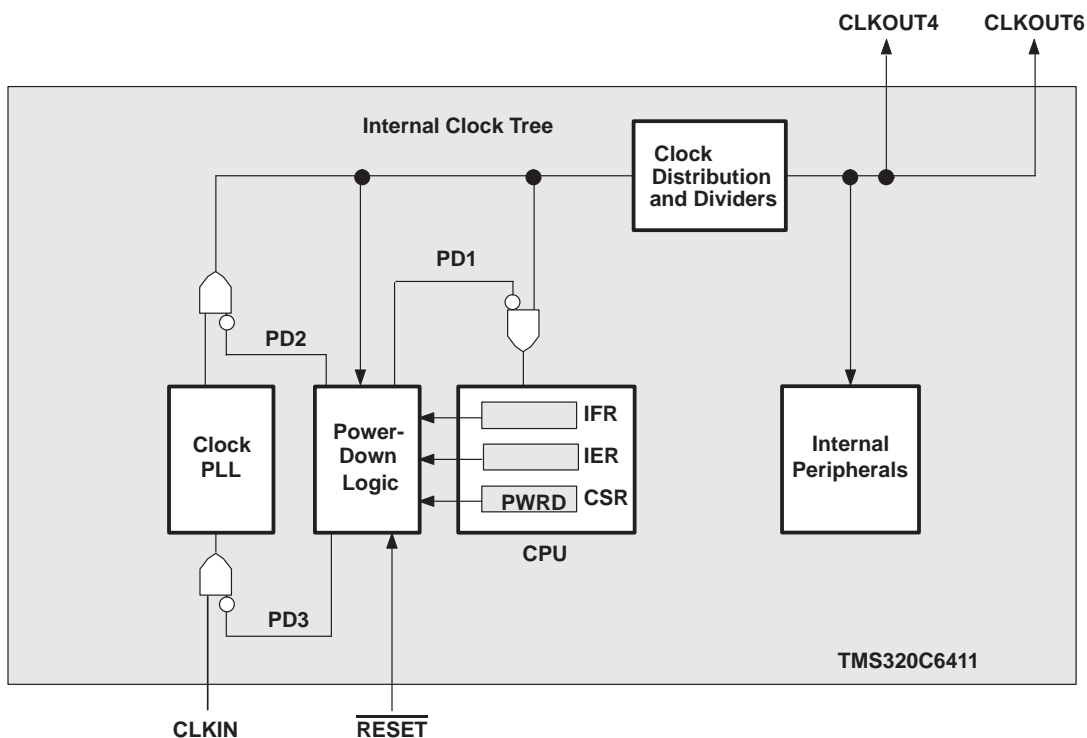 CLKOUT4
CLKOUT6
Internal Clock Tree
Clock
Distribution
and Dividers
PD1
PD2
Clock
PLL
Power-
Down
Logic
IFR
IER
PWRD
CSR
CPU
Internal
Peripherals
PD3
TMS320C6411
CLKIN
RESET